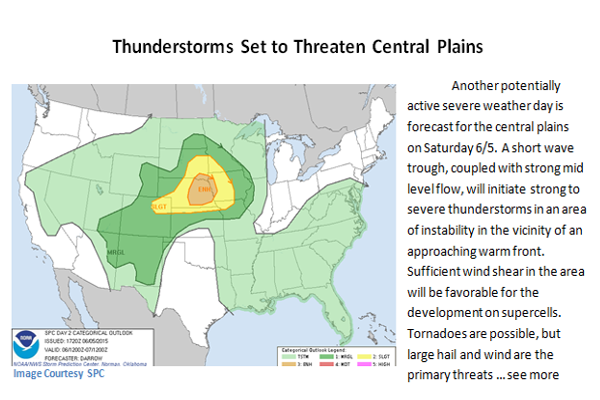 Thunderstorms Set to Threaten Central Plains
Another potentially
active severe weather day is
forecast for the central plains
on Saturday 6/5. A short wave
trough, coupled with strong mid
level flow, will initiate strong to
severe thunderstorms in an area
of instability in the vicinity of an
approaching warm front.
Sufficient wind shear in the area
will be favorable for the
development on supercells.
Tornadoes are possible, but
large hail and wind are the
primary threats ... see more
ENH
SLGT
MRGL
SPC DAY 2 CATEGORICAL OUTLOOK
ISSUED: 1720Z 06/05/2015
VALID: 06/1200Z-07/1200Z
FORECASTER: DARROW
NOAA/NWS Storm Prediction Center, Norman, Oklahoma
Categorical Outlook Legend:
TSTM 1: MRGL 2: SLGT
3: ENH 4: MDT 5: HIGH
Image Courtesy SPC